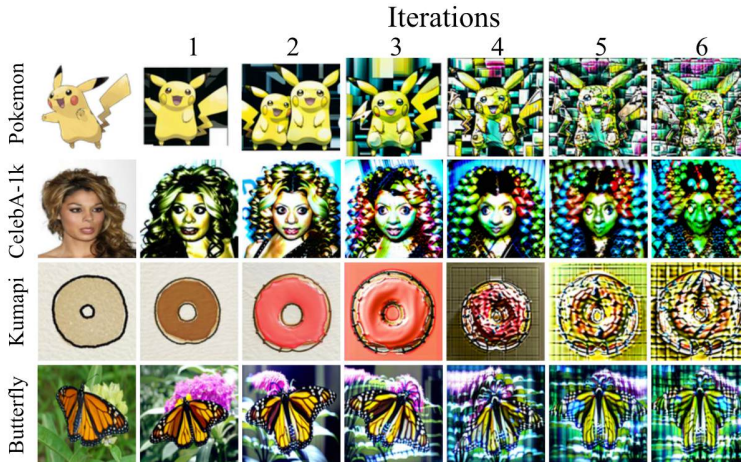 Iterations
1 2 3 4 5 6
Pokemon
CelebA-1k
Kumapi
Butterfly